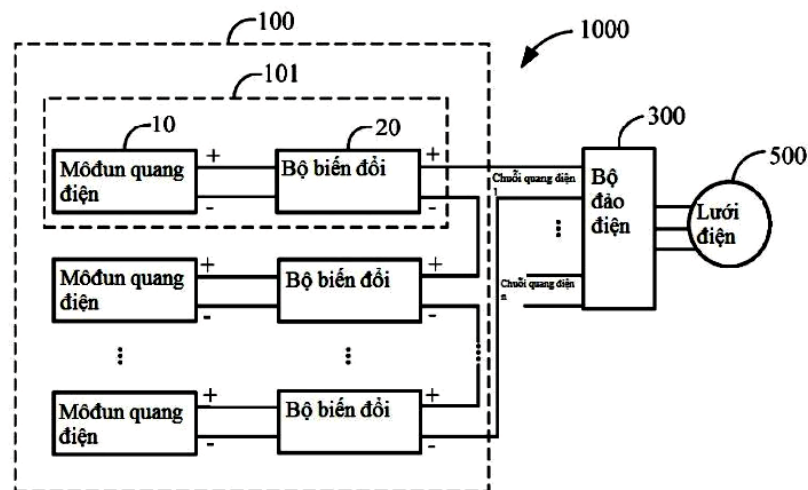 100
1000
101
10
20
300
500
+
+
Môđun quang
điện
Bộ biến đổi
-
-
Chuỗi quang điện
1
Bộ
đảo
điện
Lưới
điện
+
+
Môđun quang
điện
Bộ biến đổi
-
-
Chuỗi quang điện
n
+
+
Môđun quang
điện
Bộ biến đổi
-
-